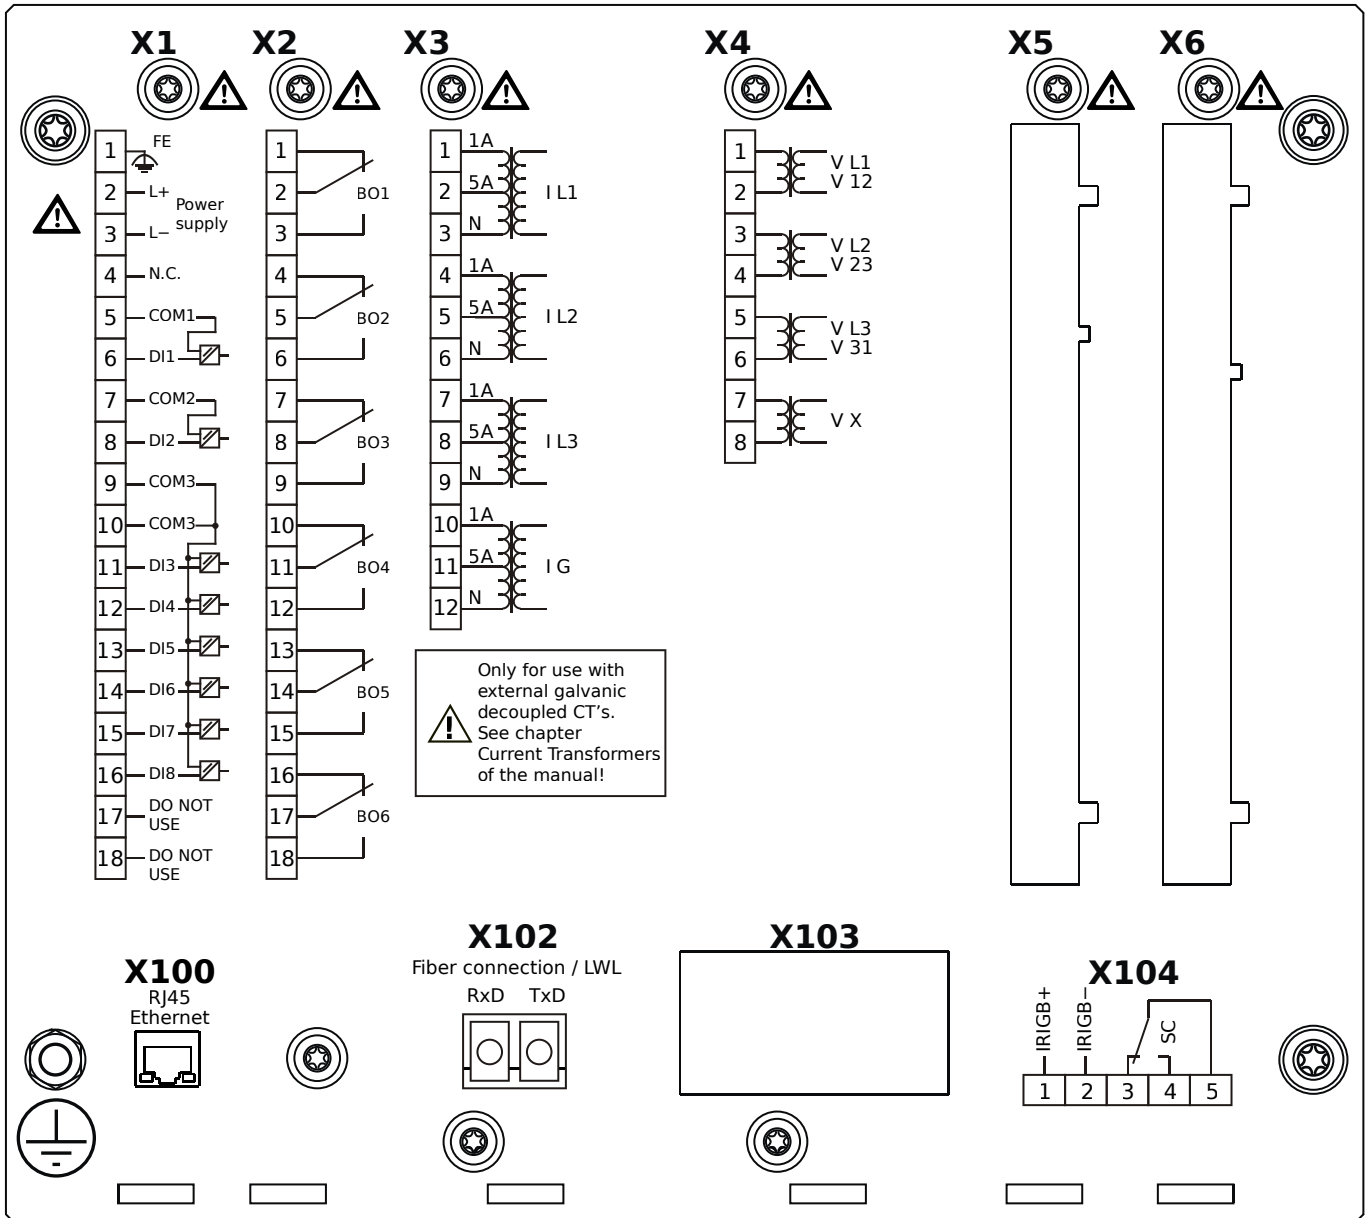 X1
X2
X3
X4
X5
X6
1 FE
2 L+
Power
supply
3 L−
4 N.C.
5 COM1
6 DI1
7 COM2
8 DI2
9 COM3
10 COM3
11 DI3
12 DI4
13 DI5
14 DI6
15 DI7
16 DI8
17 DO NOT
USE
18 DO NOT
USE
1
2 BO1
3
4
5 BO2
6
7
8 BO3
9
10
11 BO4
12
13
14 BO5
15
16
17 BO6
18
1 1A
2 5A I L1
3 N
4 1A
5 5A I L2
6 N
7 1A
8 5A I L3
9 N
10 1A
11 5A I G
12 N
!
Only for use with
external galvanic
decoupled CT's.
See chapter
Current Transformers
of the manual!
1 V L1
2 V 12
3 V L2
4 V 23
5 V L3
6 V 31
7 V X
8
X100
RJ45
Ethernet
X102
Fiber connection / LWL
RxD TxD
X103
X104
IRIGB+
IRIGB−
SC
1 2 3 4 5